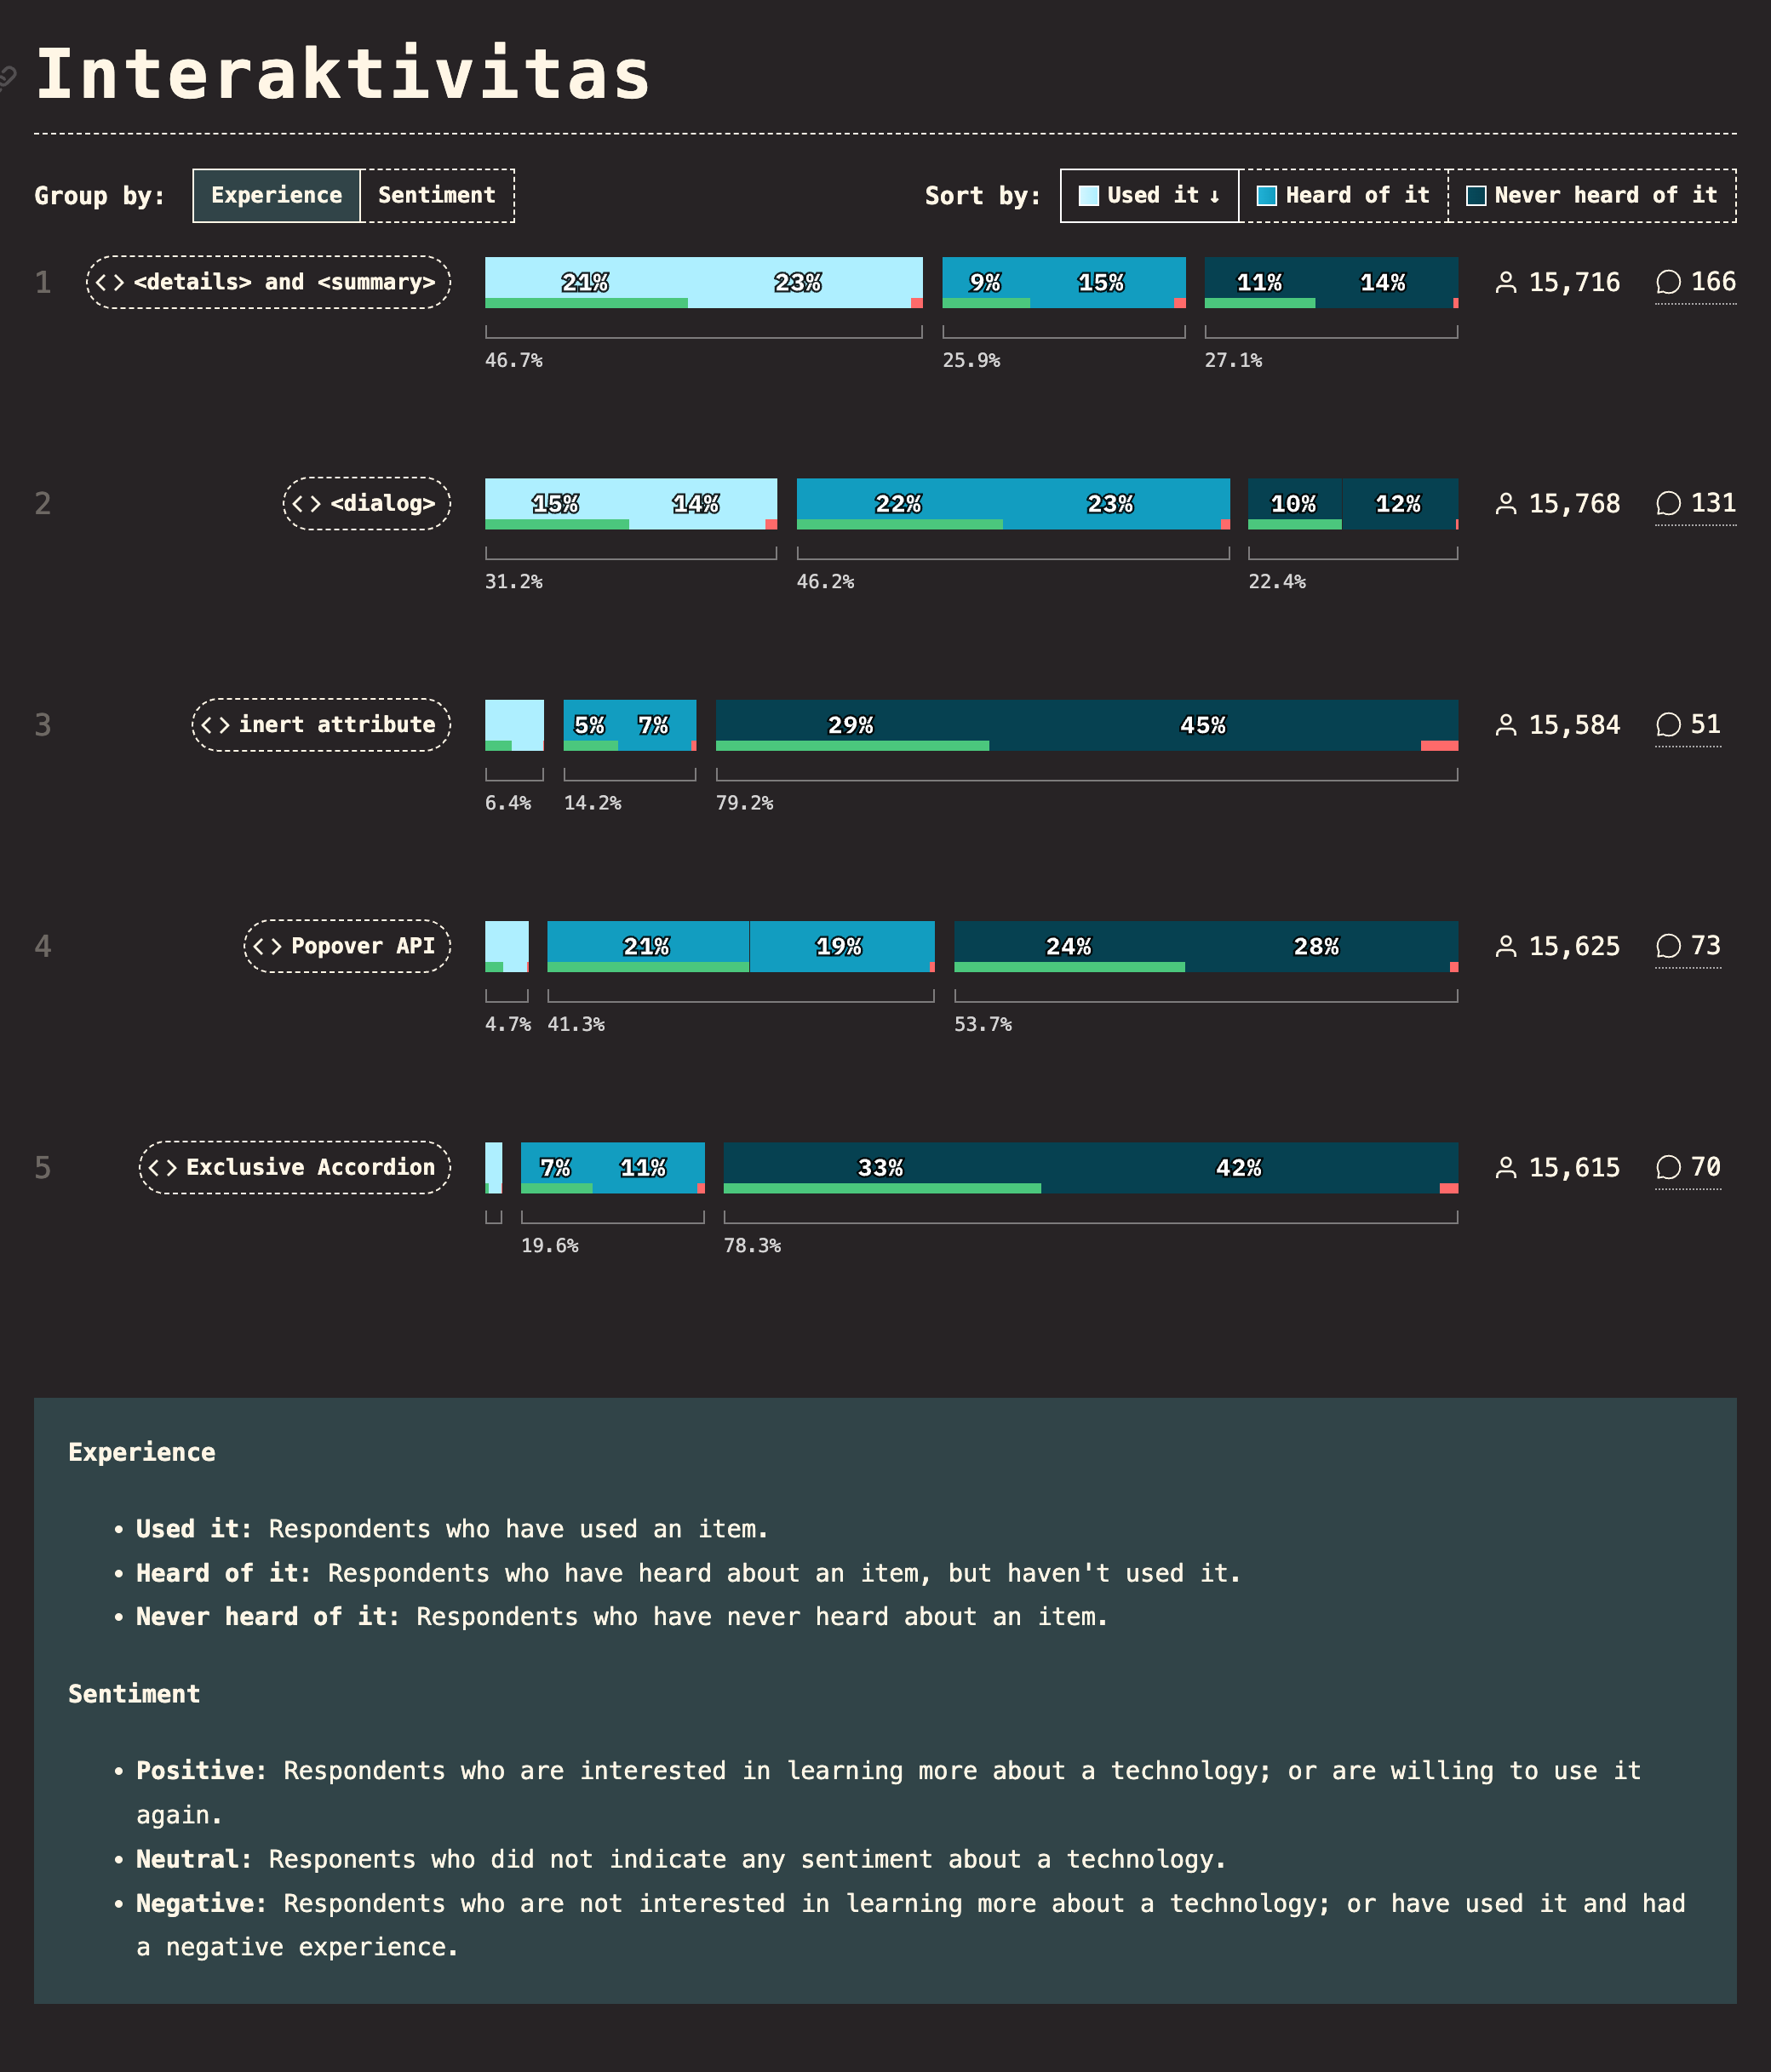 Interaktivitas
Group by: Experience Sentiment Sort by: Used it ↓ Heard of it Never heard of it
1 <details> and <summary> 21% 23% 9% 15% 11% 14% 15,716 166
46.7% 25.9% 27.1%
2 <dialog> 15% 14% 22% 23% 10% 12% 15,768 131
31.2% 46.2% 22.4%
3 inert attribute 5% 7% 29% 45% 15,584 51
6.4% 14.2% 79.2%
4 Popover API 21% 19% 24% 28% 15,625 73
4.7% 41.3% 53.7%
5 Exclusive Accordion 7% 11% 33% 42% 15,615 70
19.6% 78.3%
Experience
• Used it: Respondents who have used an item.
• Heard of it: Respondents who have heard about an item, but haven't used it.
• Never heard of it: Respondents who have never heard about an item.
Sentiment
• Positive: Respondents who are interested in learning more about a technology; or are willing to use it
again.
• Neutral: Responents who did not indicate any sentiment about a technology.
• Negative: Respondents who are not interested in learning more about a technology; or have used it and had
a negative experience.